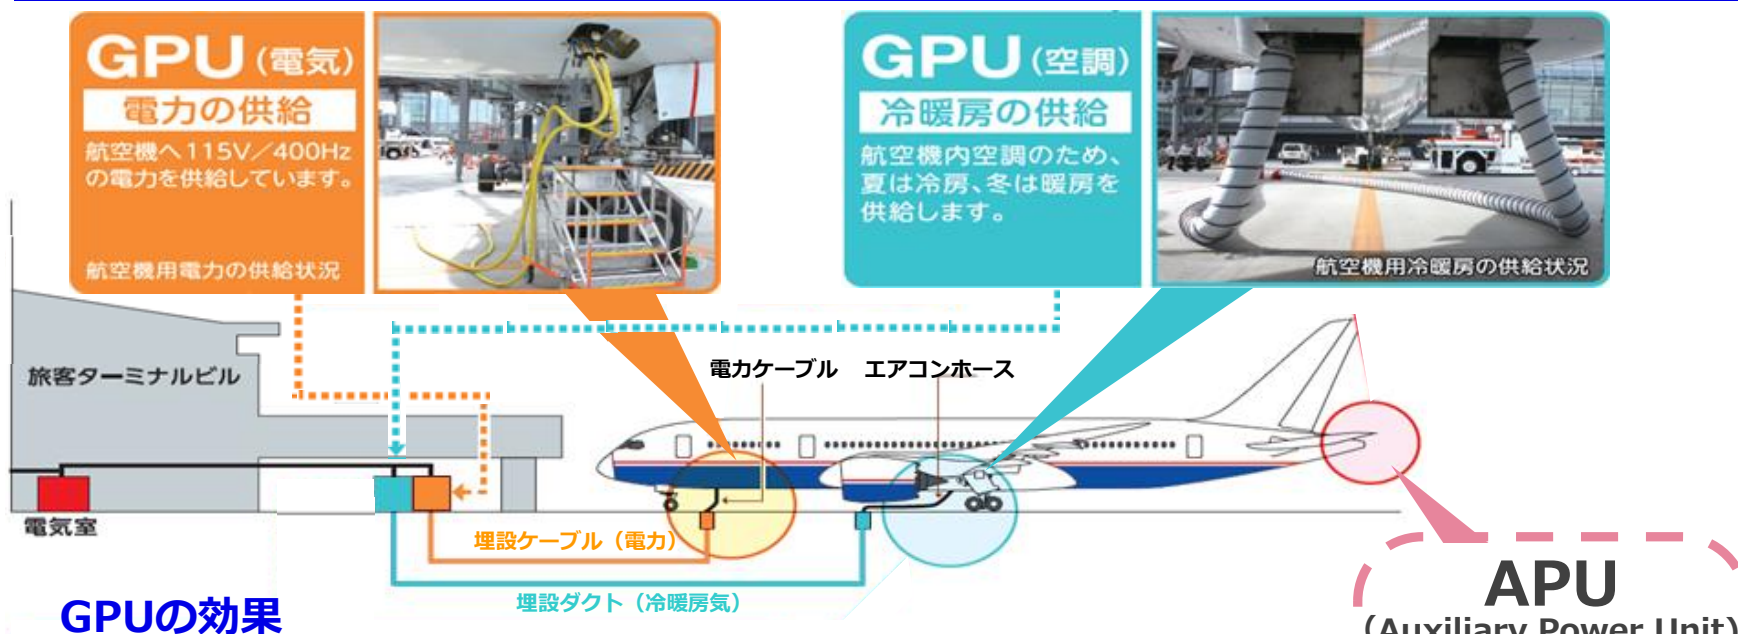 GPU（電気）
電力の供給
航空機へ115V／400Hz
の電力を供給しています。
航空機用電力の供給状況
GPU（空調）
冷暖房の供給
航空機内空調のため、
夏は冷房、冬は暖房を
供給します。
航空機用冷暖房の供給状況
旅客ターミナルビル
電力ケーブル
エアコンホース
電気室
埋設ケーブル（電力）
埋設ダクト（冷暖房気）
GPUの効果
APU
（Auxiliary Power Unit）